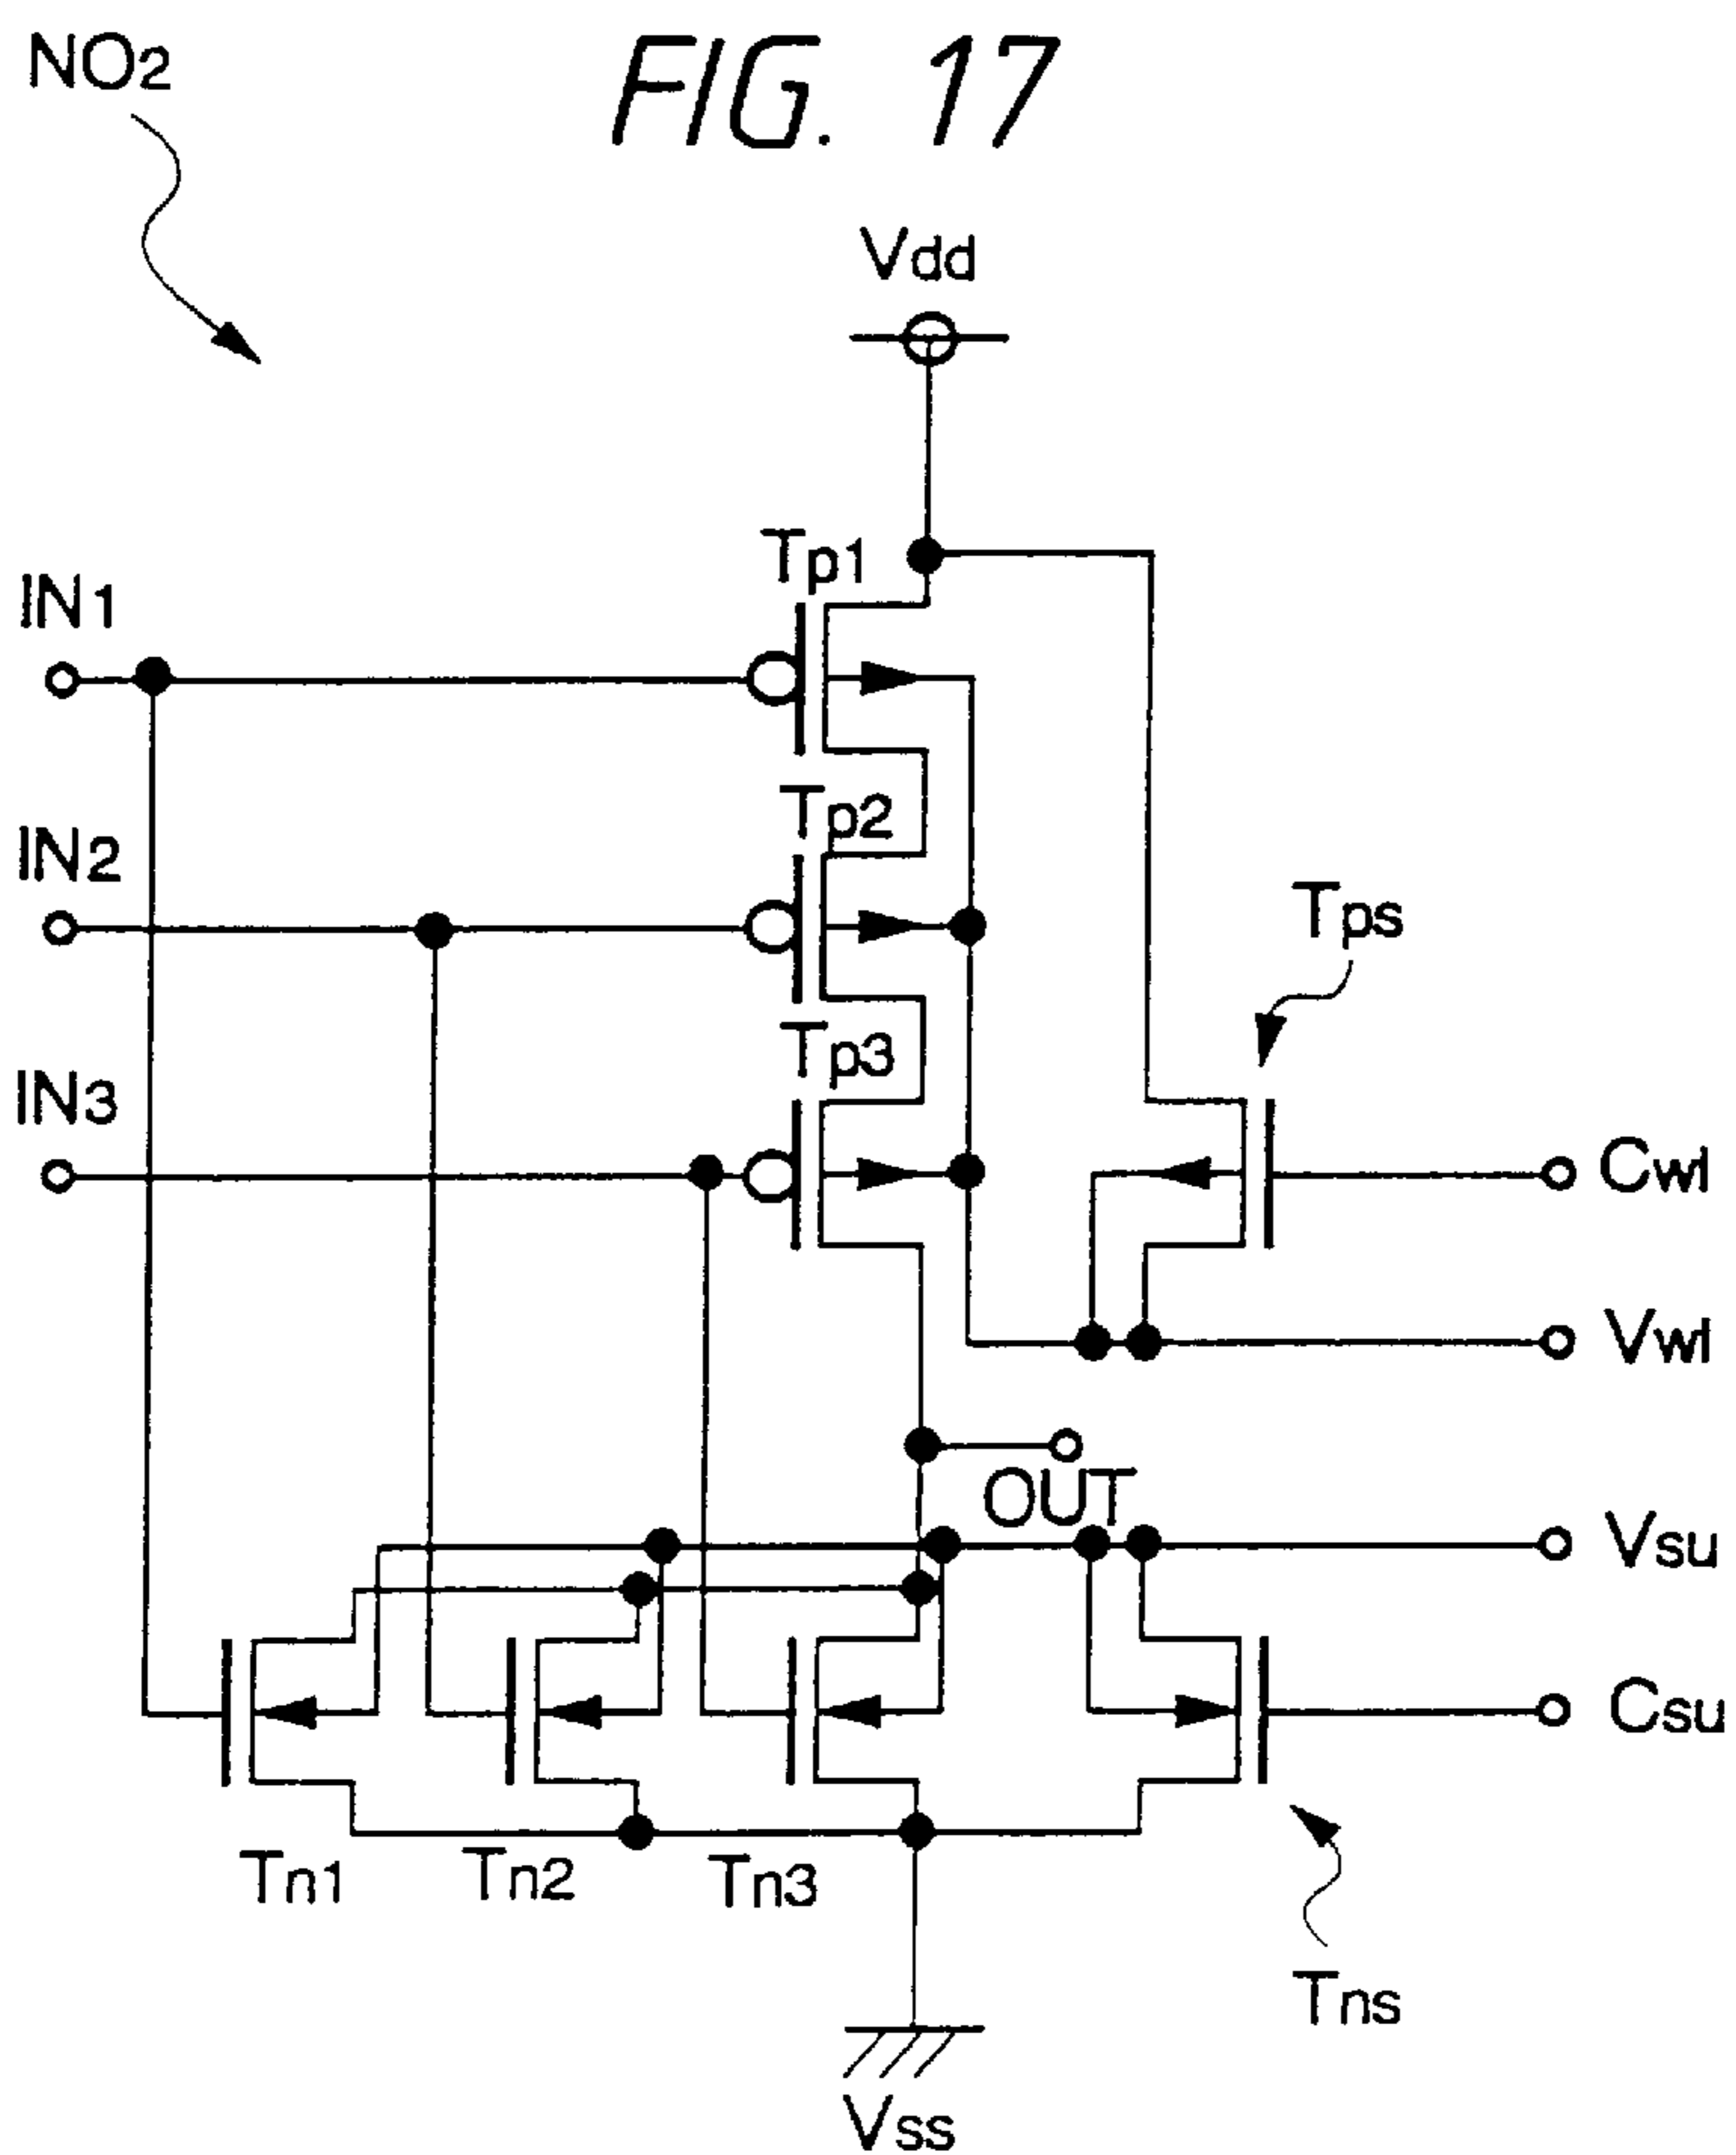 NO2
FIG. 17
Vdd
Tp1
IN1
Tp2
IN2
Tps
Tp3
IN3
Cwl
Vwl
OUT
Vsu
Csu
Tn1
Tn2
Tn3
Tns
Vss